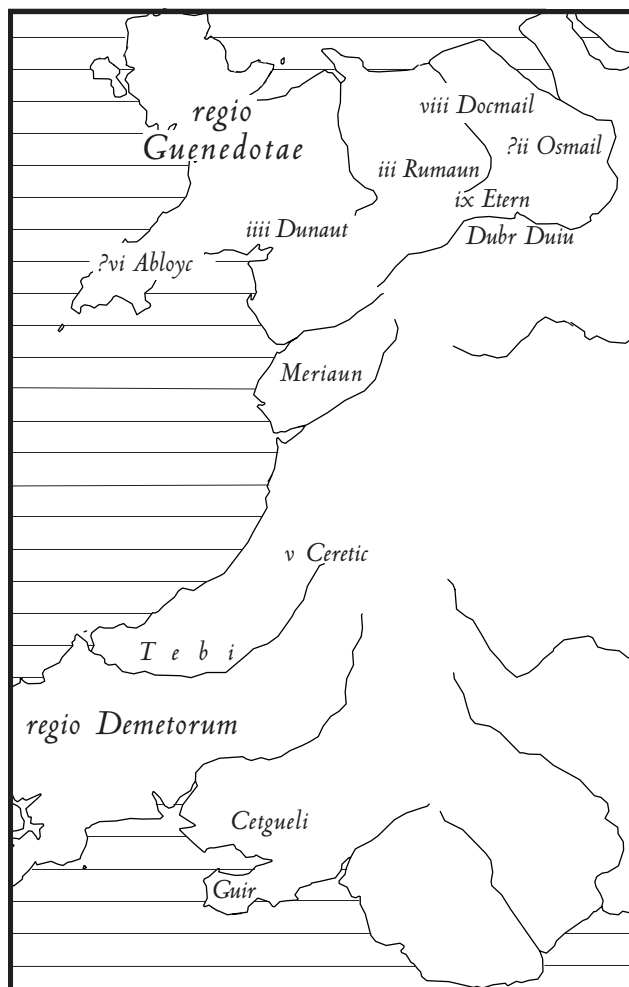 viii Docmail
regio
Guenedotae
?ii Osmail
iii Rumaun
ix Etern
iiii Dunaut
Dubr Duiu
?vi Abloyc
Meriaun
v Ceretic
T e b i
regio Demetorum
Cetgueli
Guir